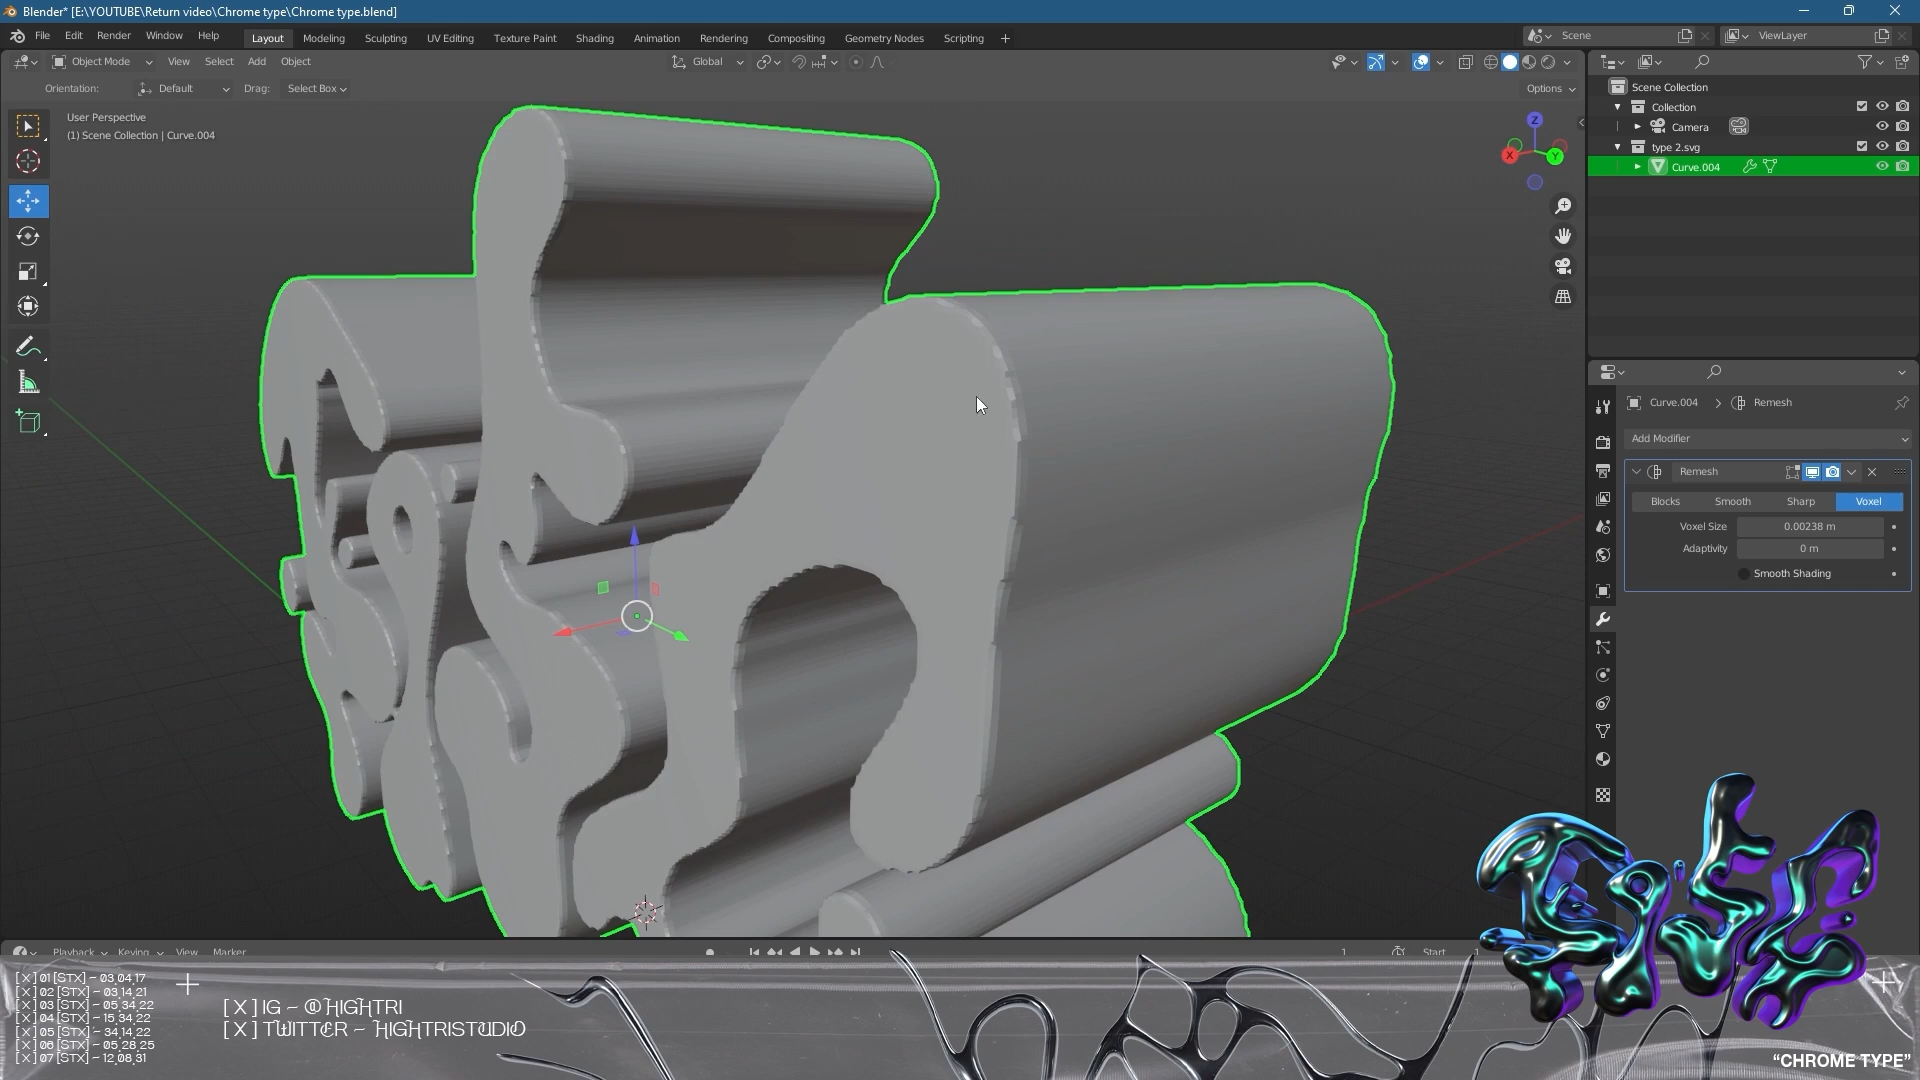 Blender* [E:\YOUTUBE\Return video\Chrome type\Chrome type.blend]
File Edit Render Window Help Layout Modeling Sculpting UV Editing Texture Paint Shading Animation Rendering Compositing Geometry Nodes Scripting + Scene ViewLayer
Object Mode View Select Add Object Global
Orientation: Default Drag: Select Box Options
User Perspective
(1) Scene Collection | Curve.004
Z
X
Y
Scene Collection
Collection
Camera
type 2.svg
Curve.004
Curve.004 > Remesh
Add Modifier
Remesh
Blocks Smooth Sharp Voxel
Voxel Size 0.00238 m
Adaptivity 0 m
Smooth Shading
Playback Keying View Marker 1 Start 1
[X] 01 [STX] – 03,04,17
[X] 02 [STX] – 03,14,21
[X] 03 [STX] – 05,34,22
[X] 04 [STX] – 15,34,22
[X] 05 [STX] – 34,14,22
[X] 06 [STX] – 05,28,25
[X] 07 [STX] – 12,08,31
[X] IG – @HIGHTRI
[X] TWITTER – HIGHTRISTUDIO
“CHROME TYPE”